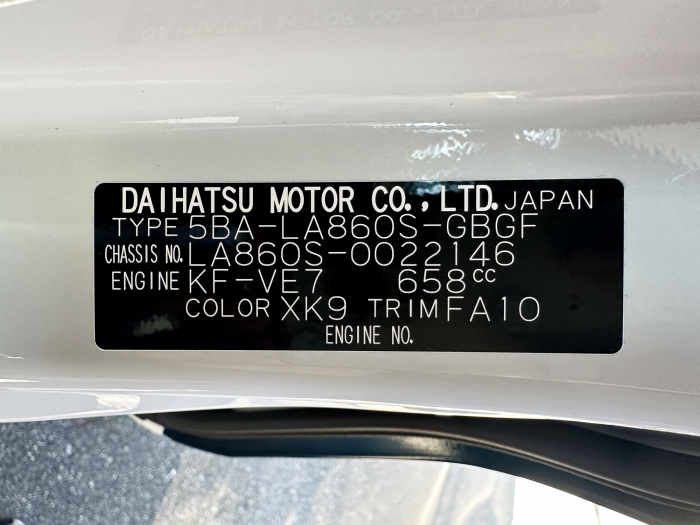 DAIHATSU MOTOR CO., LTD. JAPAN
TYPE 5BA-LA860S-GBGF
CHASSIS NO. LA860S-0022146
ENGINE KF-VE7 658cc
COLOR XK9 TRIM FA10
ENGINE NO.